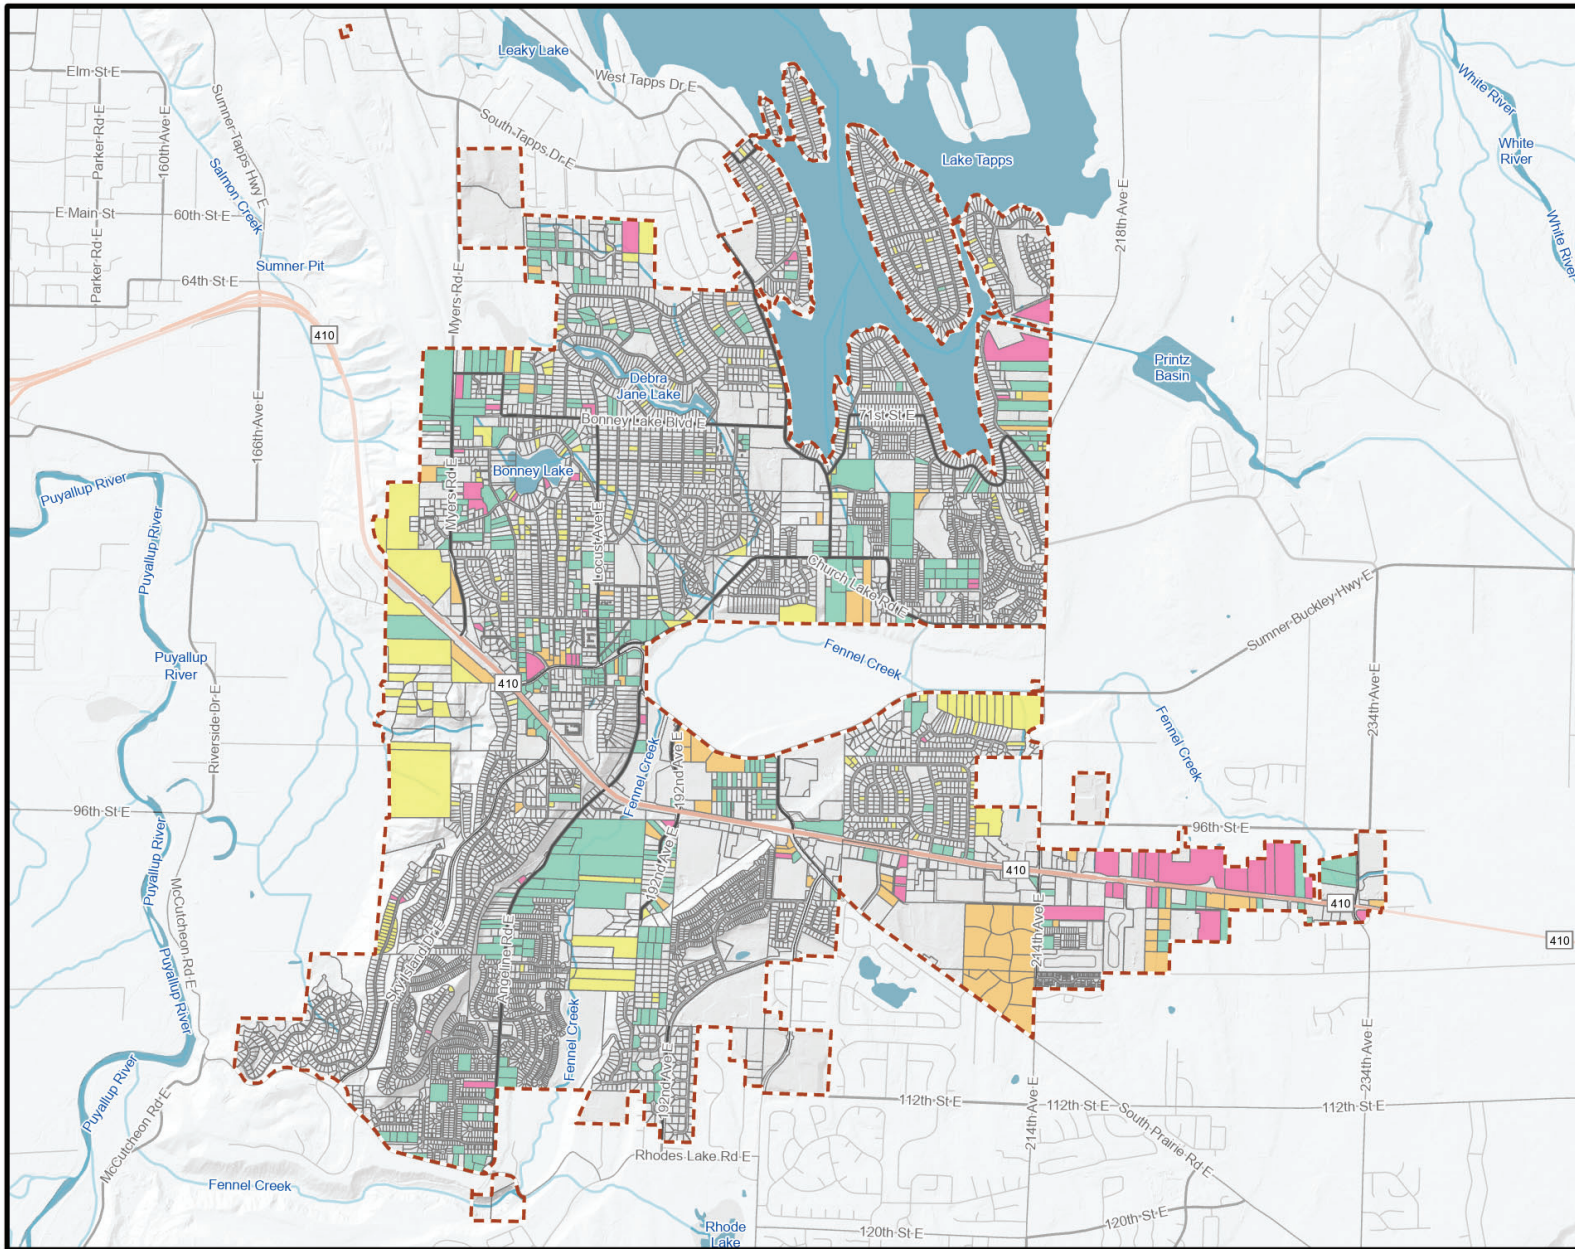 Leaky Lake
West Tapps Dr E
Elm St E
White River
Parker Rd E
160th Ave E
Sumner-Tapps Hwy E
South Tapps Dr E
White
River
Lake Tapps
Salmon Creek
218th Ave E
E Main St
60th St E
White River
Parker Rd E
Sumner Pit
64th St E
Myers Rd E
410
Printz
Basin
Debra
Jane Lake
166th Ave E
Bonney Lake Blvd E
71st St E
Bonney Lake
Puyallup River
Myers Rd E
Locust Ave E
Puyallup River
Church Lake Rd E
Sumner-Buckley Hwy E
Fennel Creek
Puyallup
River
234th Ave E
410
Riverside Dr E
Fennel Creek
192nd Ave E
Fennel Creek
96th St E
96th St E
Puyallup River
410
192nd Ave E
McCutcheon Rd E
410
Sky Island Dr E
Angeline Rd E
214th Ave E
410
Puyallup River
Fennel Creek
Puyallup River
192nd Ave E
234th Ave E
214th Ave E
112th St E
112th St E
112th St E
McCutcheon Rd E
South Prairie Rd E
Rhodes Lake Rd E
Fennel Creek
Rhode
Lake
120th St E
120th St E